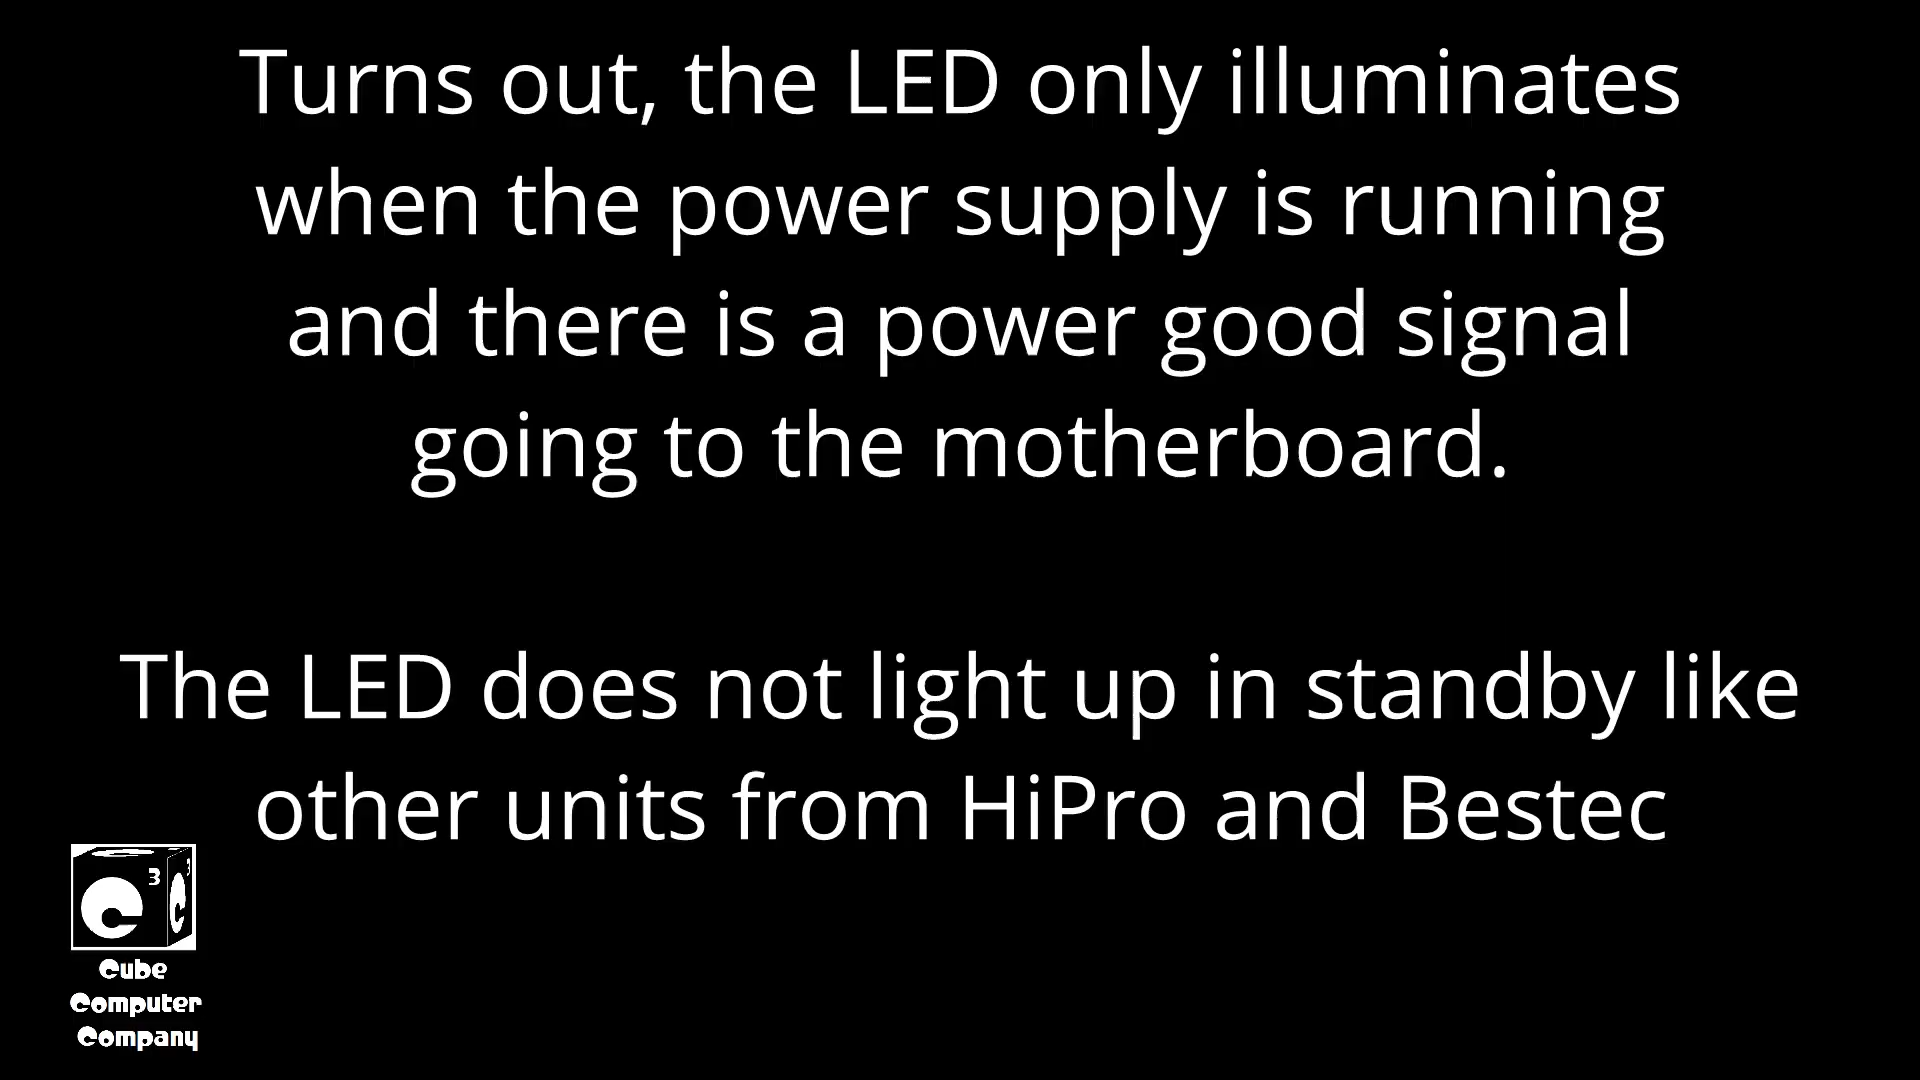 Turns out, the LED only illuminates
when the power supply is running
and there is a power good signal
going to the motherboard.
The LED does not light up in standby like
other units from HiPro and Bestec
C 3 C 3
Cube
Computer
Company